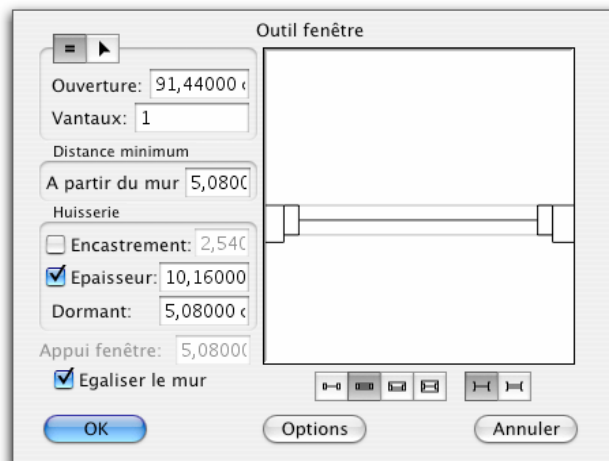 Outil fenêtre
Ouverture: 91,44000 c
Vantaux: 1
Distance minimum
A partir du mur 5,0800
Huisserie
Encastrement: 2,540
Epaisseur: 10,16000
Dormant: 5,08000 c
Appui fenêtre: 5,0800
Egaliser le mur
OK
Options
Annuler